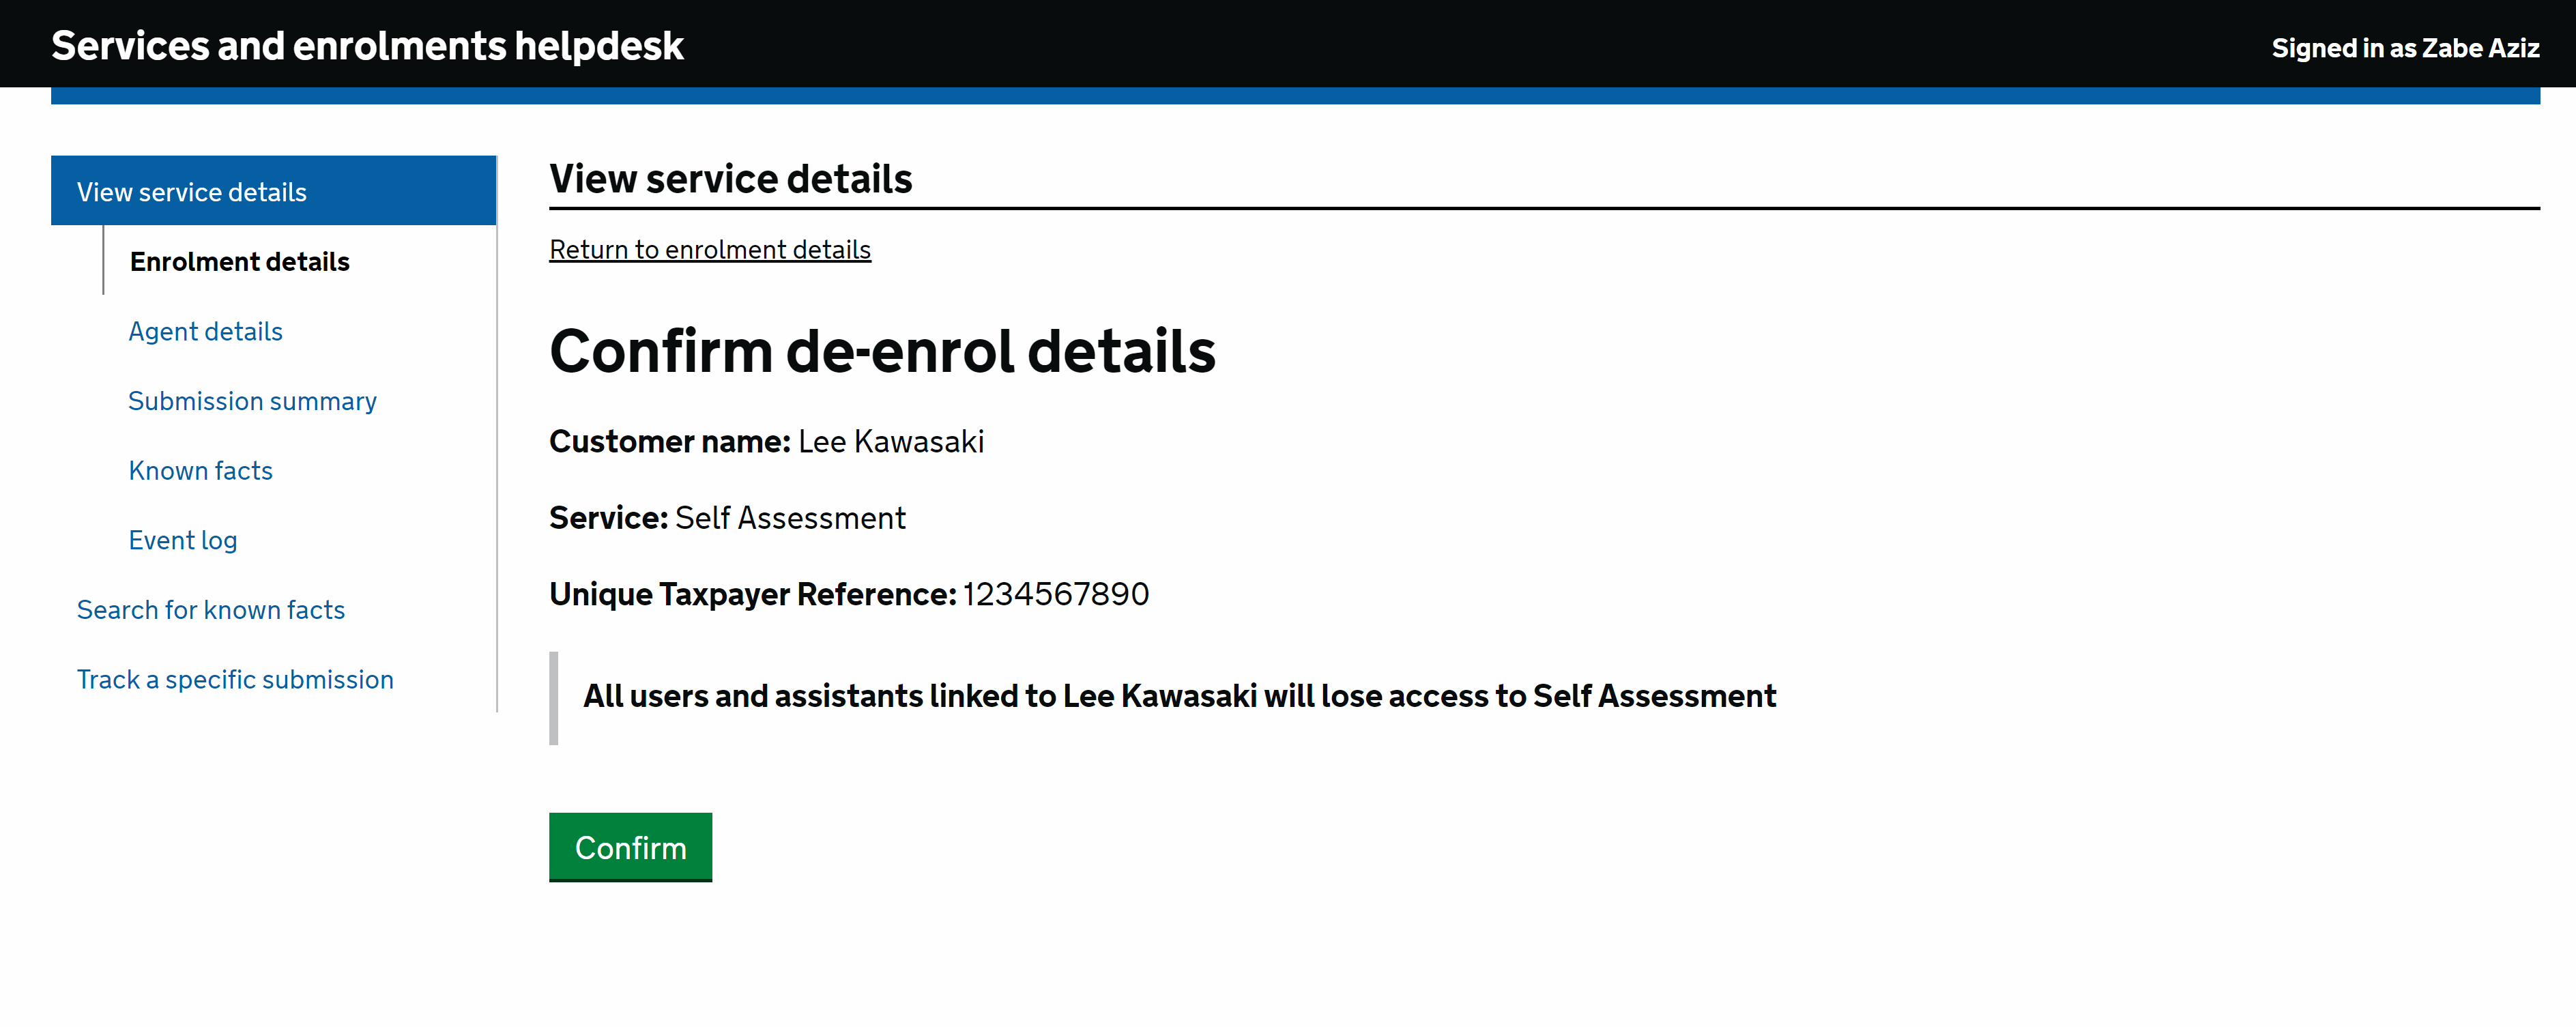 Services and enrolments helpdesk
Signed in as Zabe Aziz
View service details
Enrolment details
Agent details
Submission summary
Known facts
Event log
Search for known facts
Track a specific submission
View service details
Return to enrolment details
Confirm de-enrol details
Customer name: Lee Kawasaki
Service: Self Assessment
Unique Taxpayer Reference: 1234567890
All users and assistants linked to Lee Kawasaki will lose access to Self Assessment
Confirm